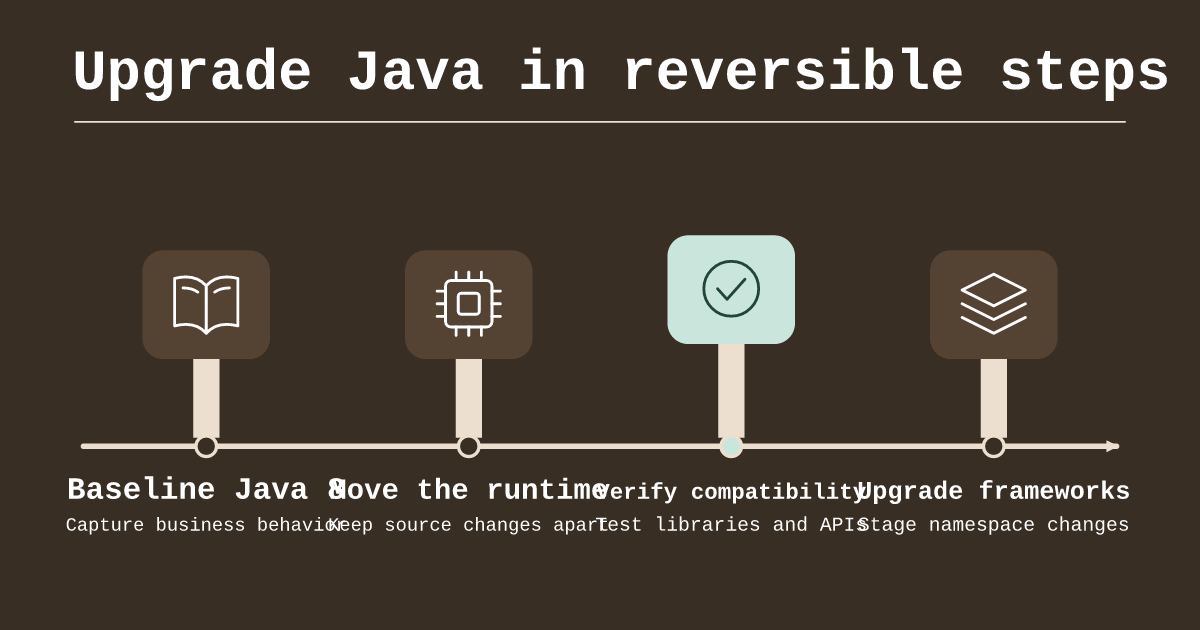 Upgrade Java in reversible steps
Baseline Java 8
Move the runtime
Verify compatibility
Upgrade frameworks
Capture business behavior
Keep source changes apart
Test libraries and APIs
Stage namespace changes